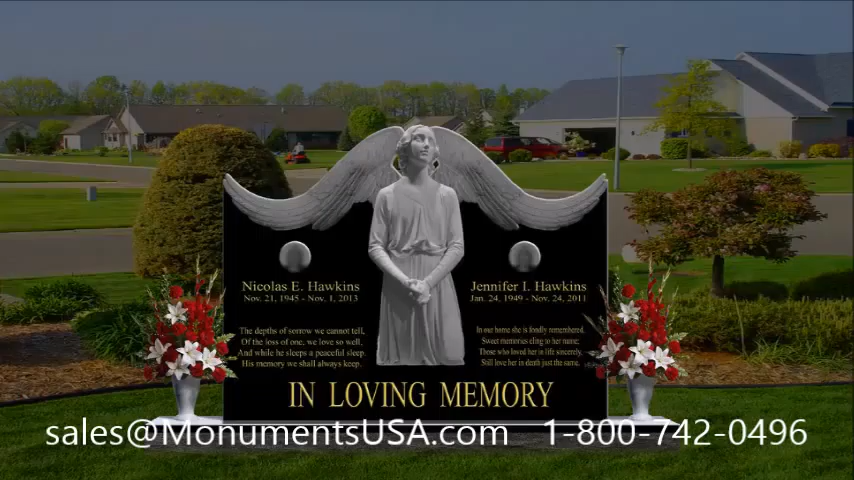 Nicolas E. Hawkins
Nov. 21, 1945 - Nov. 1, 2013
The depths of sorrow we cannot tell,
Of the loss of one, we love so well,
And while he sleeps a peaceful sleep.
His memory we shall always keep.
Jennifer I. Hawkins
Jan. 24, 1949 - Nov. 24, 2011
In our home she is fondly remembered,
Sweet memories cling to her name;
Those who loved her in life sincerely,
Still love her in death just the same.
IN LOVING MEMORY
sales@MonumentsUSA.com 1-800-742-0496